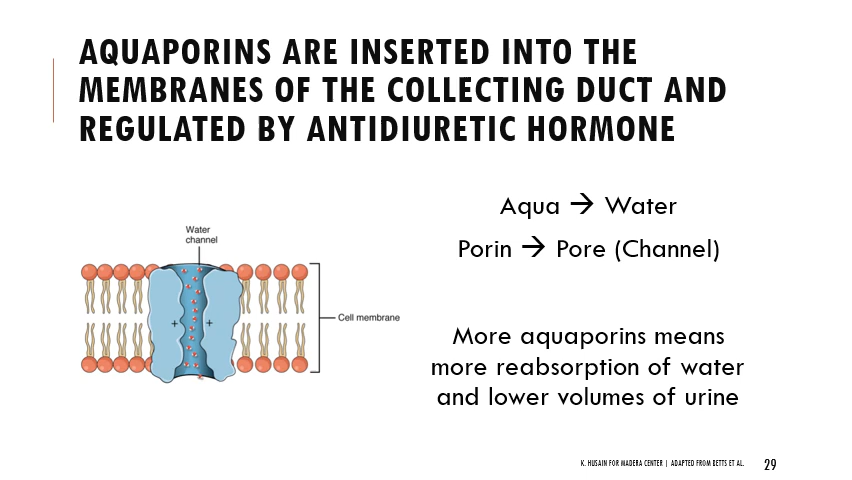 AQUAPORINS ARE INSERTED INTO THE
MEMBRANES OF THE COLLECTING DUCT AND
REGULATED BY ANTIDIURETIC HORMONE
Aqua → Water
Porin → Pore (Channel)
Water
channel
+ +
Cell membrane
More aquaporins means
more reabsorption of water
and lower volumes of urine
K. HUSAIN FOR MADERA CENTER | ADAPTED FROM BETTS ET AL.
29